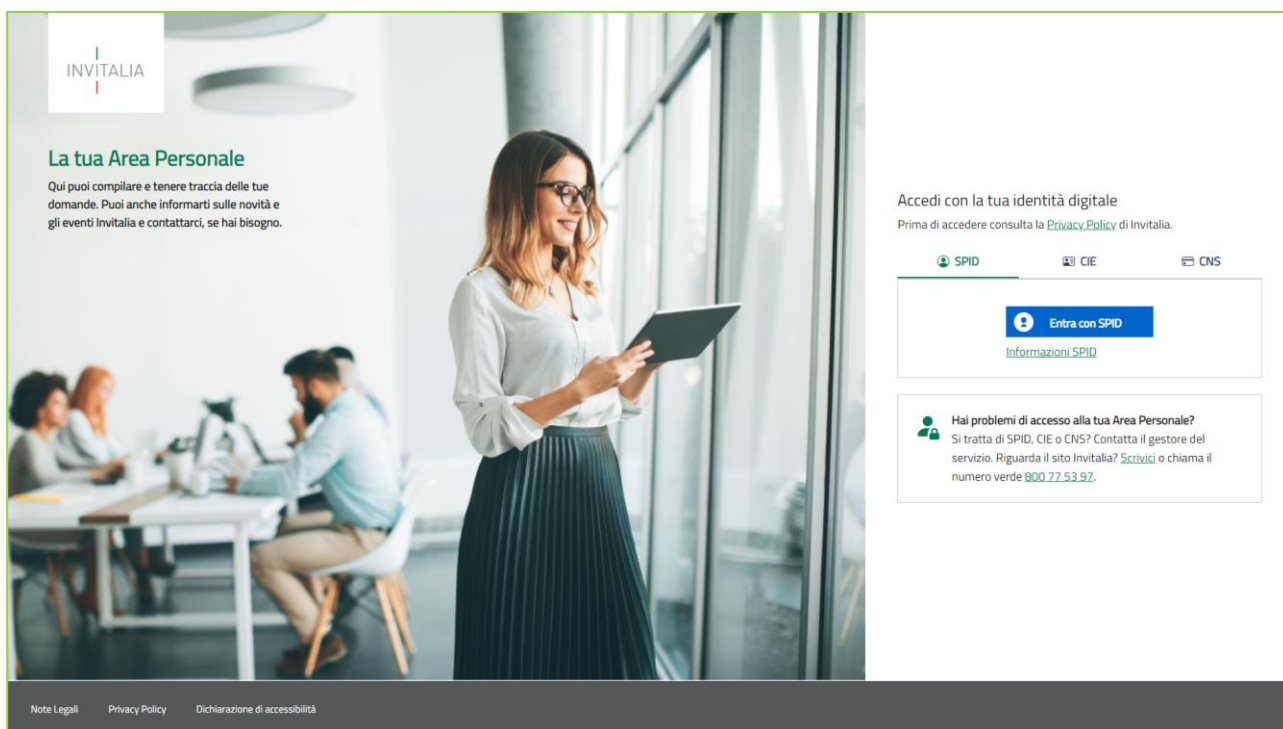 INVITALIA
La tua Area Personale
Qui puoi compilare e tenere traccia delle tue
domande. Puoi anche informarti sulle novità e
gli eventi Invitalia e contattarci, se hai bisogno.
Accedi con la tua identità digitale
Prima di accedere consulta la Privacy Policy di Invitalia.
SPID CIE CNS
Entra con SPID
Informazioni SPID
Hai problemi di accesso alla tua Area Personale?
Si tratta di SPID, CIE o CNS? Contatta il gestore del
servizio. Riguarda il sito Invitalia? Scrivici o chiama il
numero verde 800 77 53 97.
Note Legali Privacy Policy Dichiarazione di accessibilità